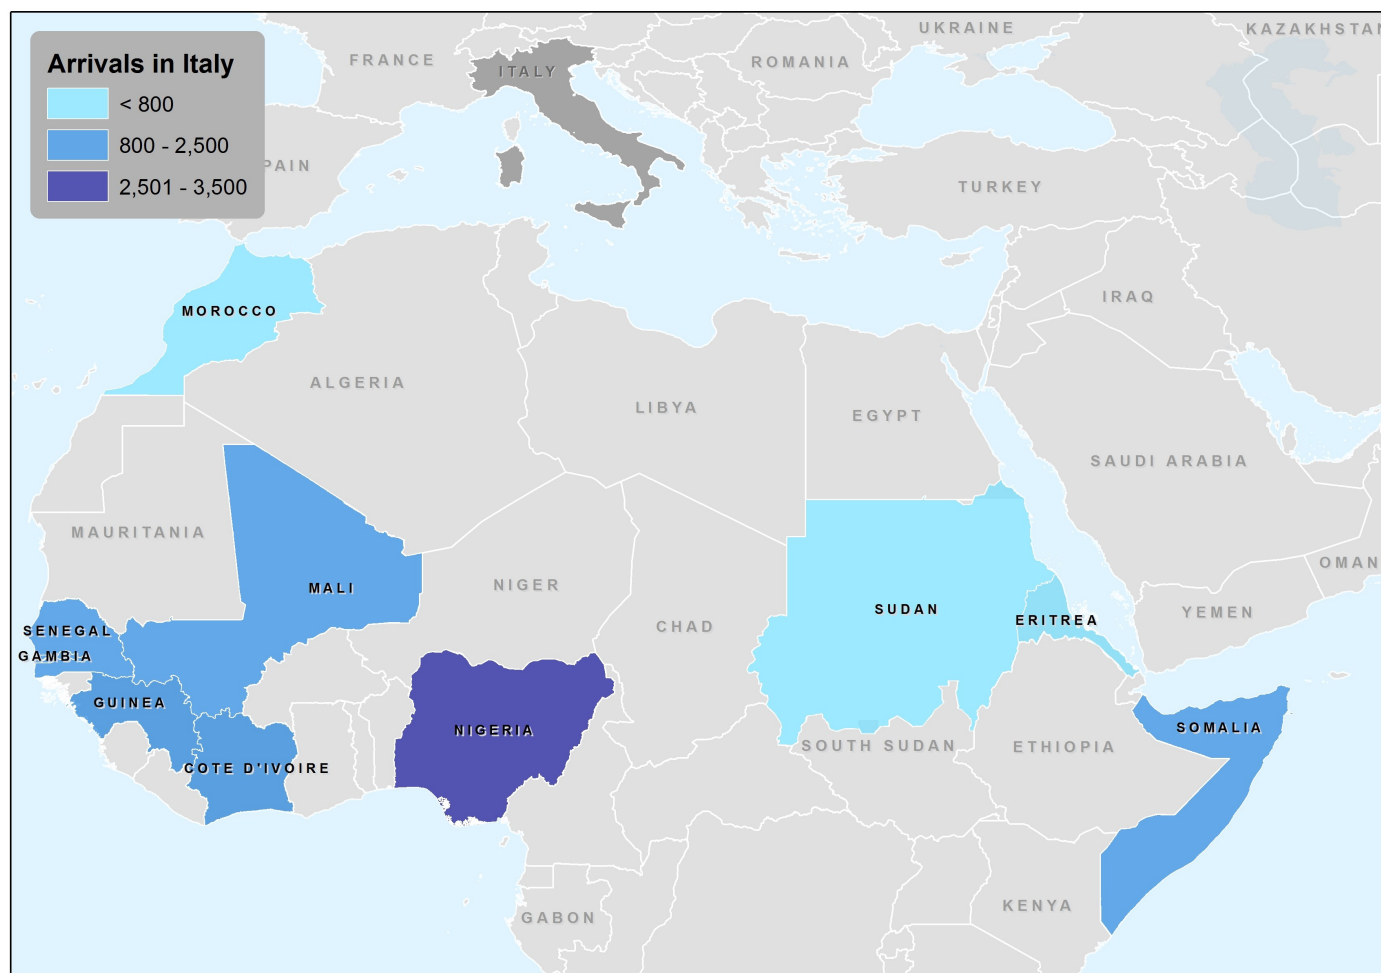 Arrivals in Italy
< 800
800 - 2,500
2,501 - 3,500
UKRAINE
KAZAKHSTAN
FRANCE
ITALY
ROMANIA
PAIN
TURKEY
IRAQ
MOROCCO
ALGERIA
LIBYA
EGYPT
SAUDI ARABIA
MAURITANIA
OMAN
MALI
NIGER
CHAD
SUDAN
ERITREA
YEMEN
SENEGAL
GAMBIA
GUINEA
NIGERIA
SOMALIA
SOUTH SUDAN
ETHIOPIA
COTE D'IVOIRE
KENYA
GABON